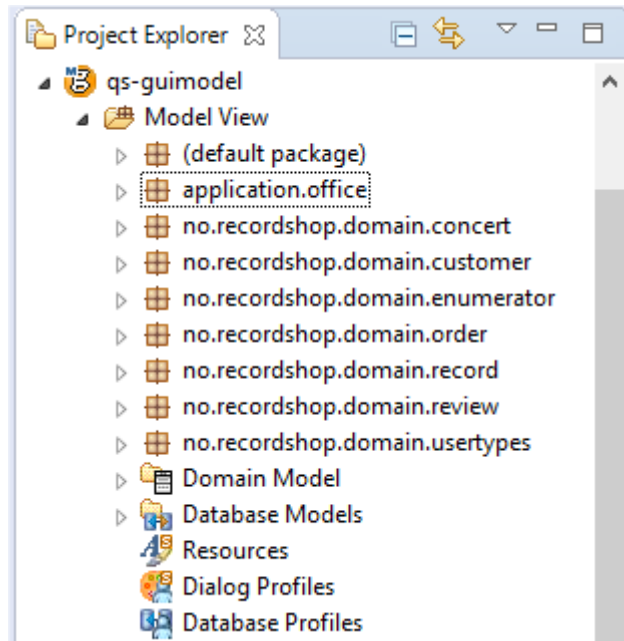 Project Explorer
qs-guimodel
Model View
(default package)
application.office
no.recordshop.domain.concert
no.recordshop.domain.customer
no.recordshop.domain.enumerator
no.recordshop.domain.order
no.recordshop.domain.record
no.recordshop.domain.review
no.recordshop.domain.usertypes
Domain Model
Database Models
Resources
Dialog Profiles
Database Profiles